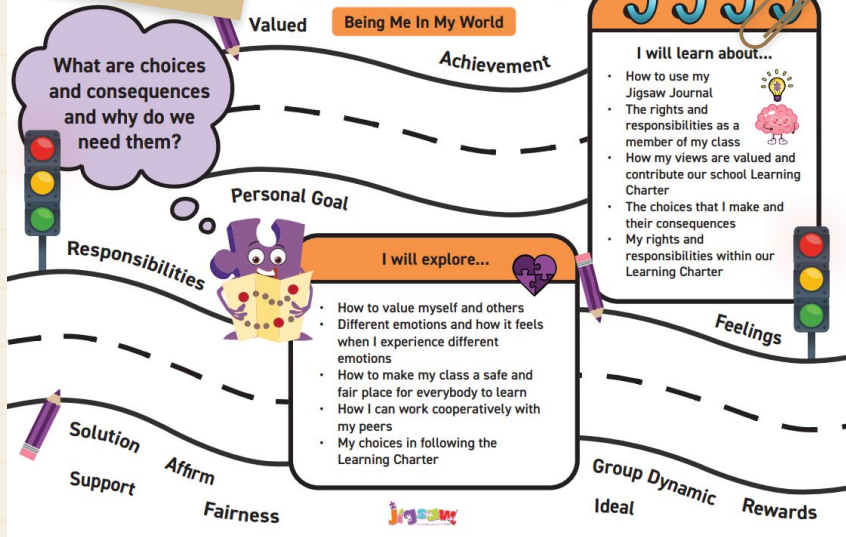 Valued
Being Me In My World
Achievement
What are choices
and consequences
and why do we
need them?
I will learn about...
• How to use my
Jigsaw Journal
• The rights and
responsibilities as a
member of my class
• How my views are valued and
contribute our school Learning
Charter
• The choices that I make and
their consequences
• My rights and
responsibilities within our
Learning Charter
Personal Goal
Responsibilities
I will explore...
• How to value myself and others
• Different emotions and how it feels
when I experience different
emotions
• How to make my class a safe and
fair place for everybody to learn
• How I can work cooperatively with
my peers
• My choices in following the
Learning Charter
Feelings
Solution
Affirm
Support
Fairness
Group Dynamic
Ideal
Rewards
jigsaw